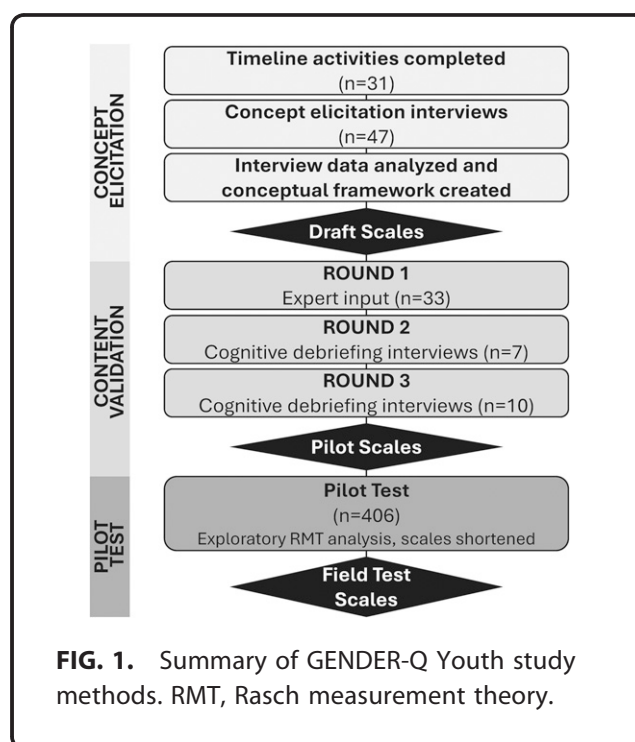 CONCEPT
ELICITATION
Timeline activities completed
(n=31)
Concept elicitation interviews
(n=47)
Interview data analyzed and
conceptual framework created
Draft Scales
CONTENT
VALIDATION
ROUND 1
Expert input (n=33)
ROUND 2
Cognitive debriefing interviews (n=7)
ROUND 3
Cognitive debriefing interviews (n=10)
Pilot Scales
PILOT
TEST
Pilot Test
(n=406)
Exploratory RMT analysis, scales shortened
Field Test
Scales
FIG. 1. Summary of GENDER-Q Youth study
methods. RMT, Rasch measurement theory.